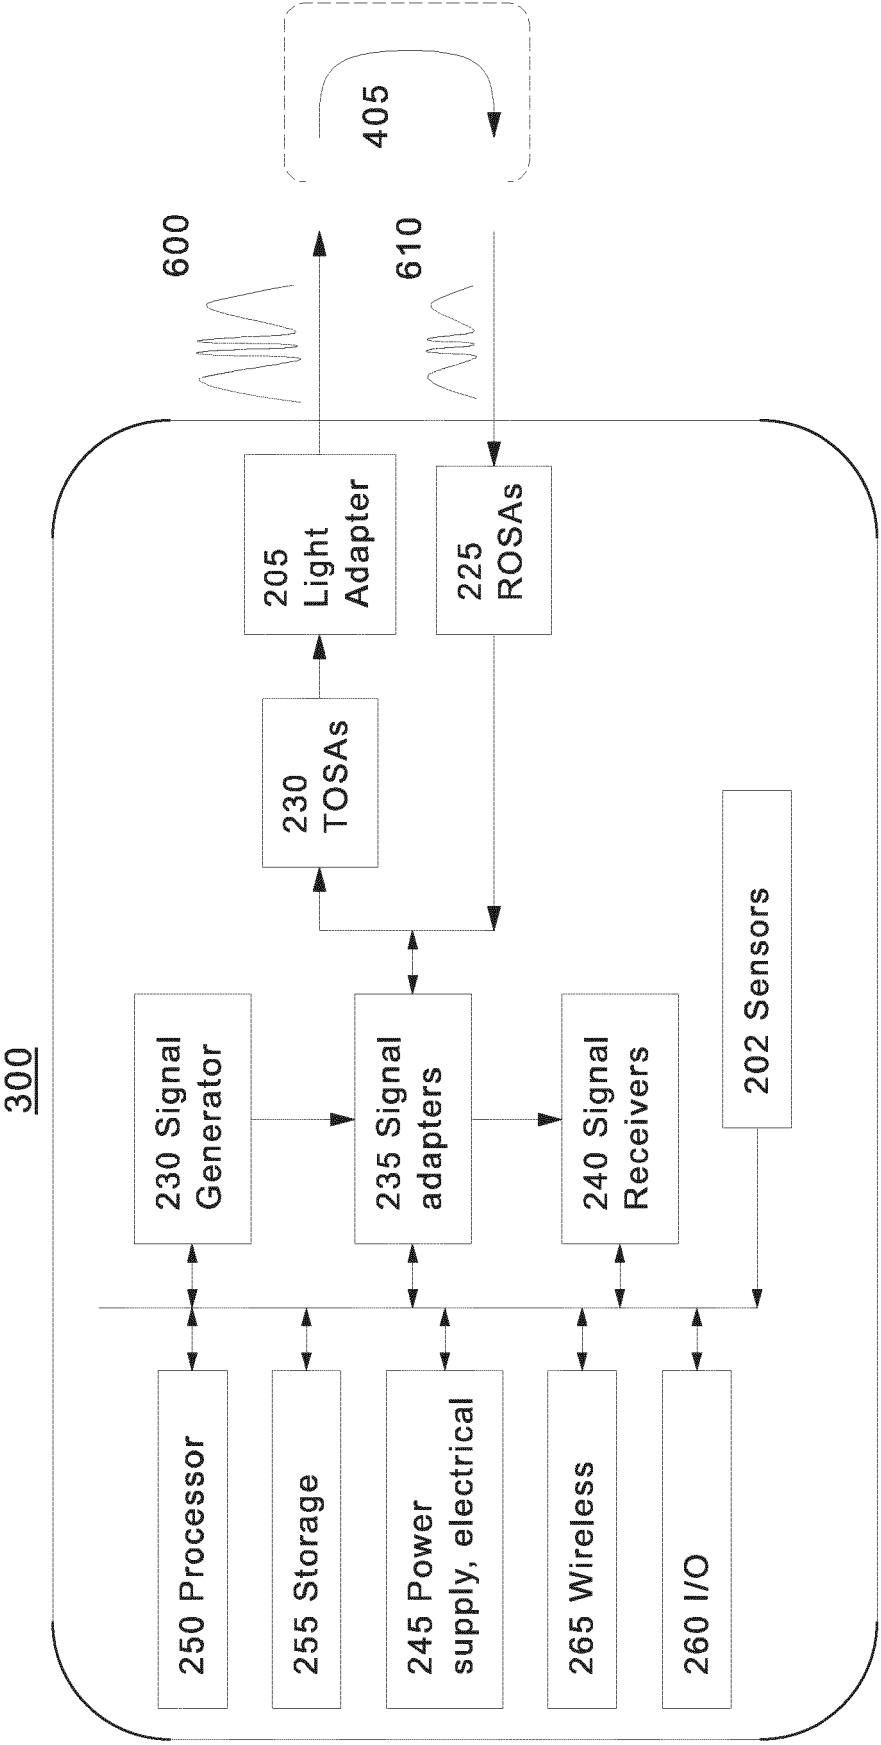 300
250 Processor
255 Storage
245 Power
supply, electrical
265 Wireless
260 I/O
230 Signal
Generator
235 Signal
adapters
240 Signal
Receivers
202 Sensors
230
TOSAs
205
Light
Adapter
225
ROSAs
600
610
405